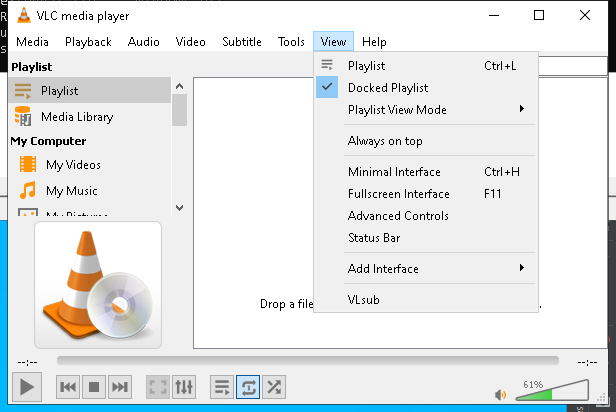 VLC media player
Media Playback Audio Video Subtitle Tools View Help
Playlist
Playlist
Media Library
My Computer
My Videos
My Music
My Pictures
Playlist Ctrl+L
Docked Playlist
Playlist View Mode
Always on top
Minimal Interface Ctrl+H
Fullscreen Interface F11
Advanced Controls
Status Bar
Add Interface
VLsub
Drop a file
--:--
--:--
61%